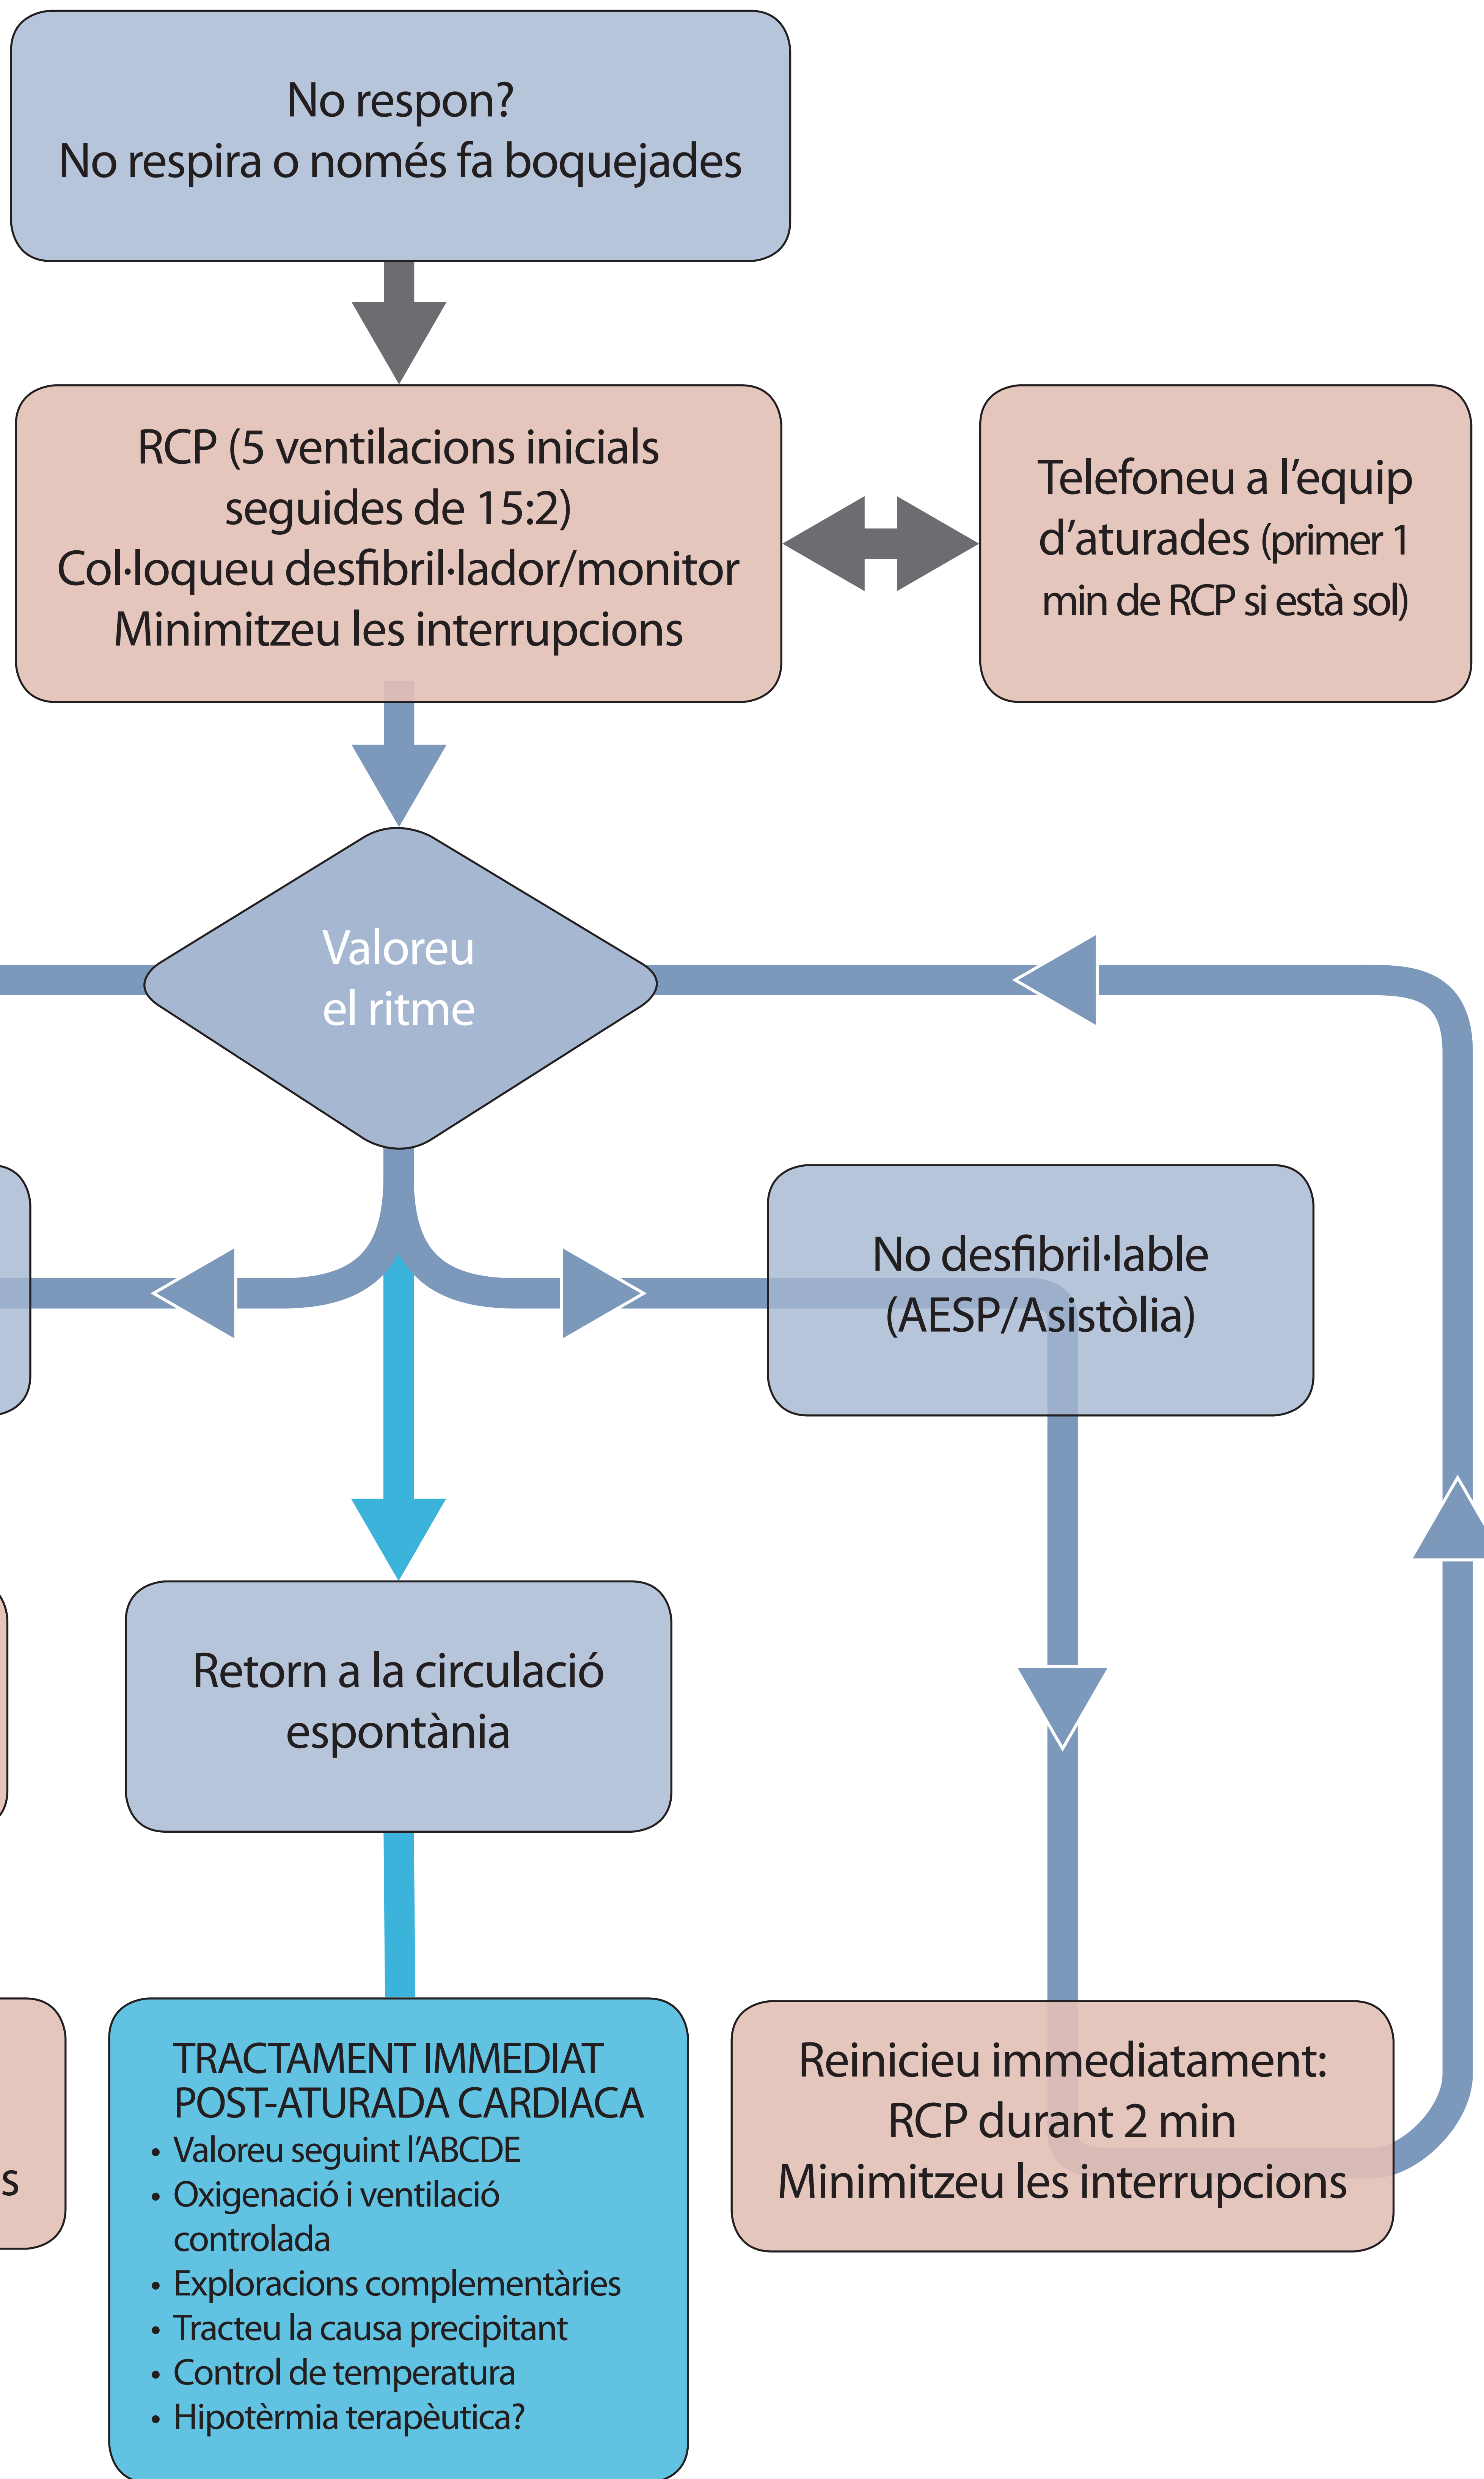 No respon?
No respira o només fa boquejades
RCP (5 ventilacions inicials
seguides de 15:2)
Col·loqueu desfibril·lador/monitor
Minimitzeu les interrupcions
Telefoneu a l’equip
d’aturades (primer 1
min de RCP si està sol)
Valoreu
el ritme
No desfibril·lable
(AESP/Asistòlia)
Retorn a la circulació
espontània
s
TRACTAMENT IMMEDIAT
POST-ATURADA CARDIACA
• Valoreu seguint l’ABCDE
• Oxigenació i ventilació
controlada
• Exploracions complementàries
• Tracteu la causa precipitant
• Control de temperatura
• Hipotèrmia terapèutica?
Reinicieu immediatament:
RCP durant 2 min
Minimitzeu les interrupcions